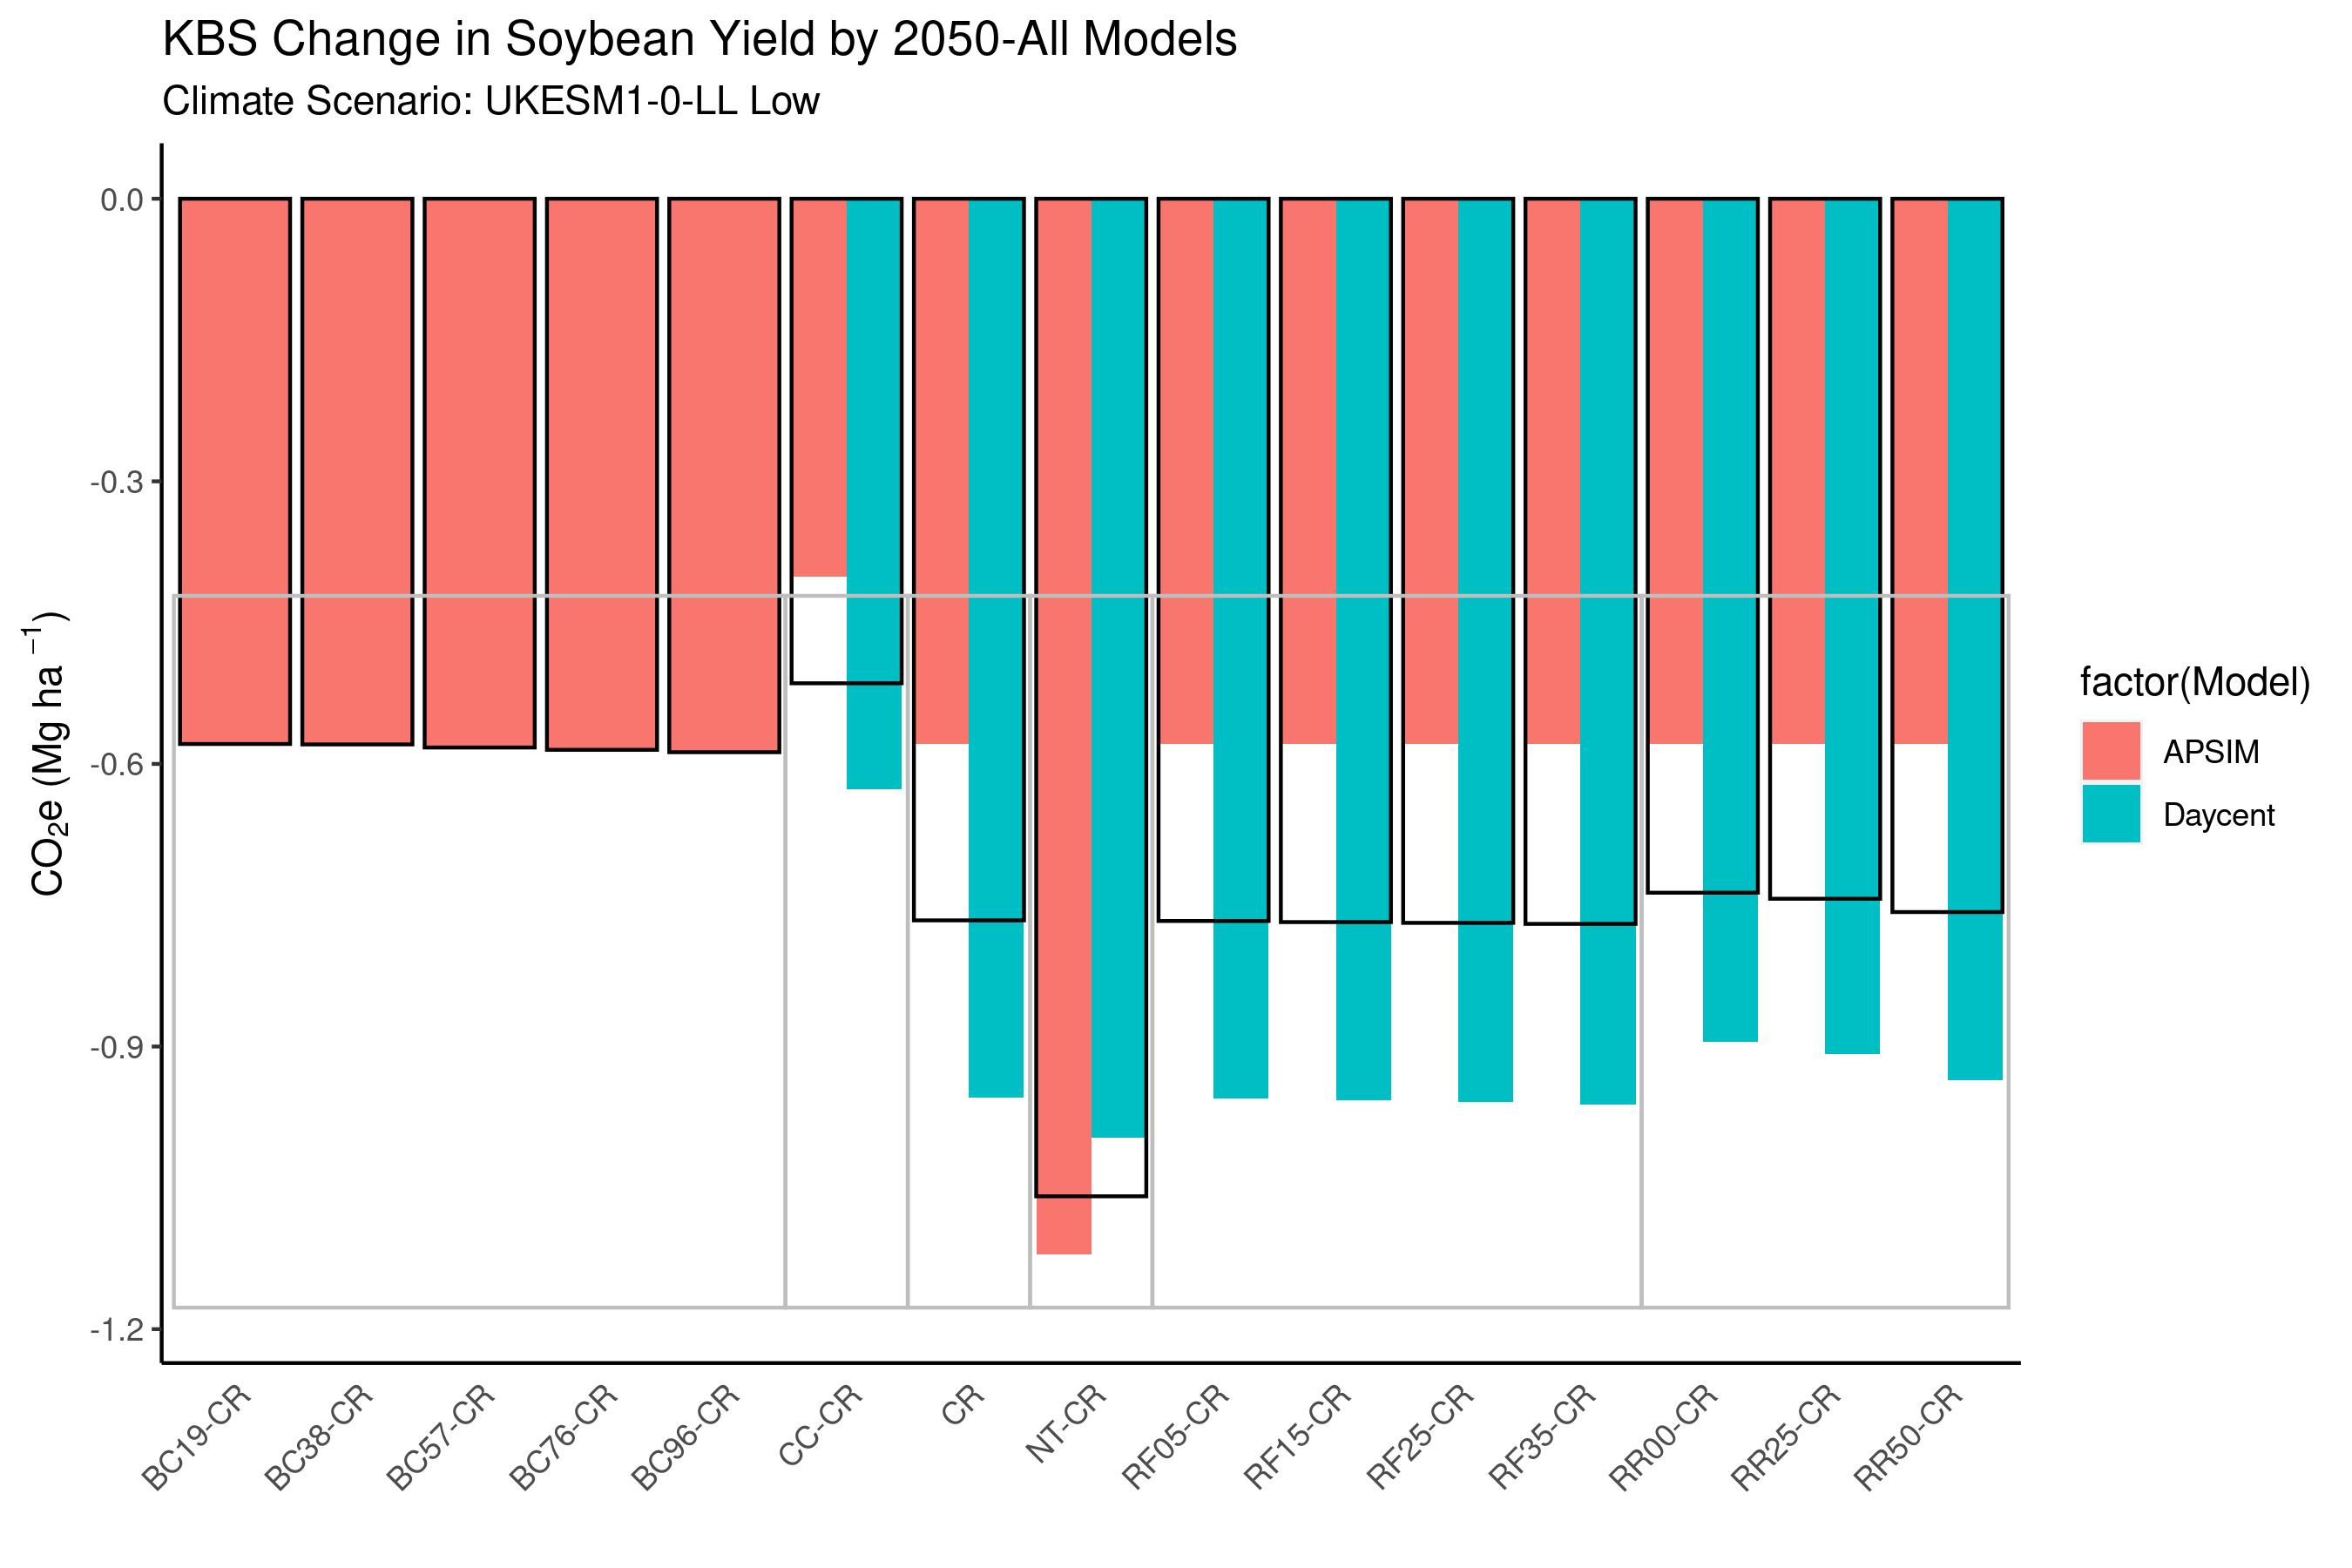 KBS Change in Soybean Yield by 2050-All Models
Climate Scenario: UKESM1-0-LL Low
CO₂e (Mg ha ⁻¹)
0.0
-0.3
-0.6
-0.9
-1.2
BC19-CR
BC38-CR
BC57-CR
BC76-CR
BC96-CR
CC-CR
CR
NT-CR
RF05-CR
RF15-CR
RF25-CR
RF35-CR
RR00-CR
RR25-CR
RR50-CR
factor(Model)
APSIM
Daycent